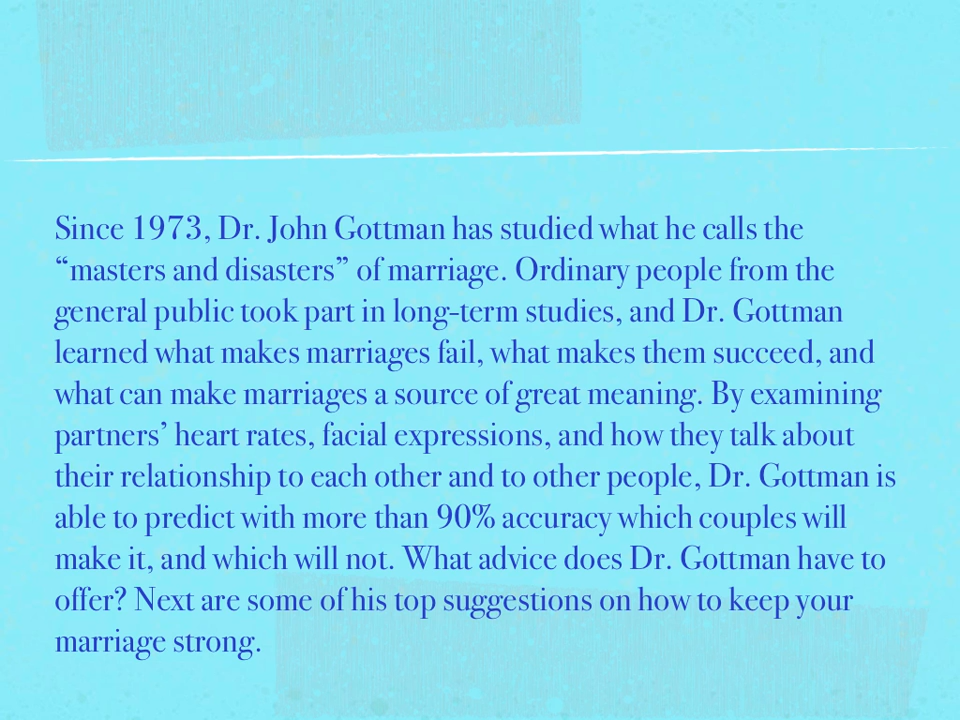 Since 1973, Dr. John Gottman has studied what he calls the
“masters and disasters” of marriage. Ordinary people from the
general public took part in long-term studies, and Dr. Gottman
learned what makes marriages fail, what makes them succeed, and
what can make marriages a source of great meaning. By examining
partners’ heart rates, facial expressions, and how they talk about
their relationship to each other and to other people, Dr. Gottman is
able to predict with more than 90% accuracy which couples will
make it, and which will not. What advice does Dr. Gottman have to
offer? Next are some of his top suggestions on how to keep your
marriage strong.